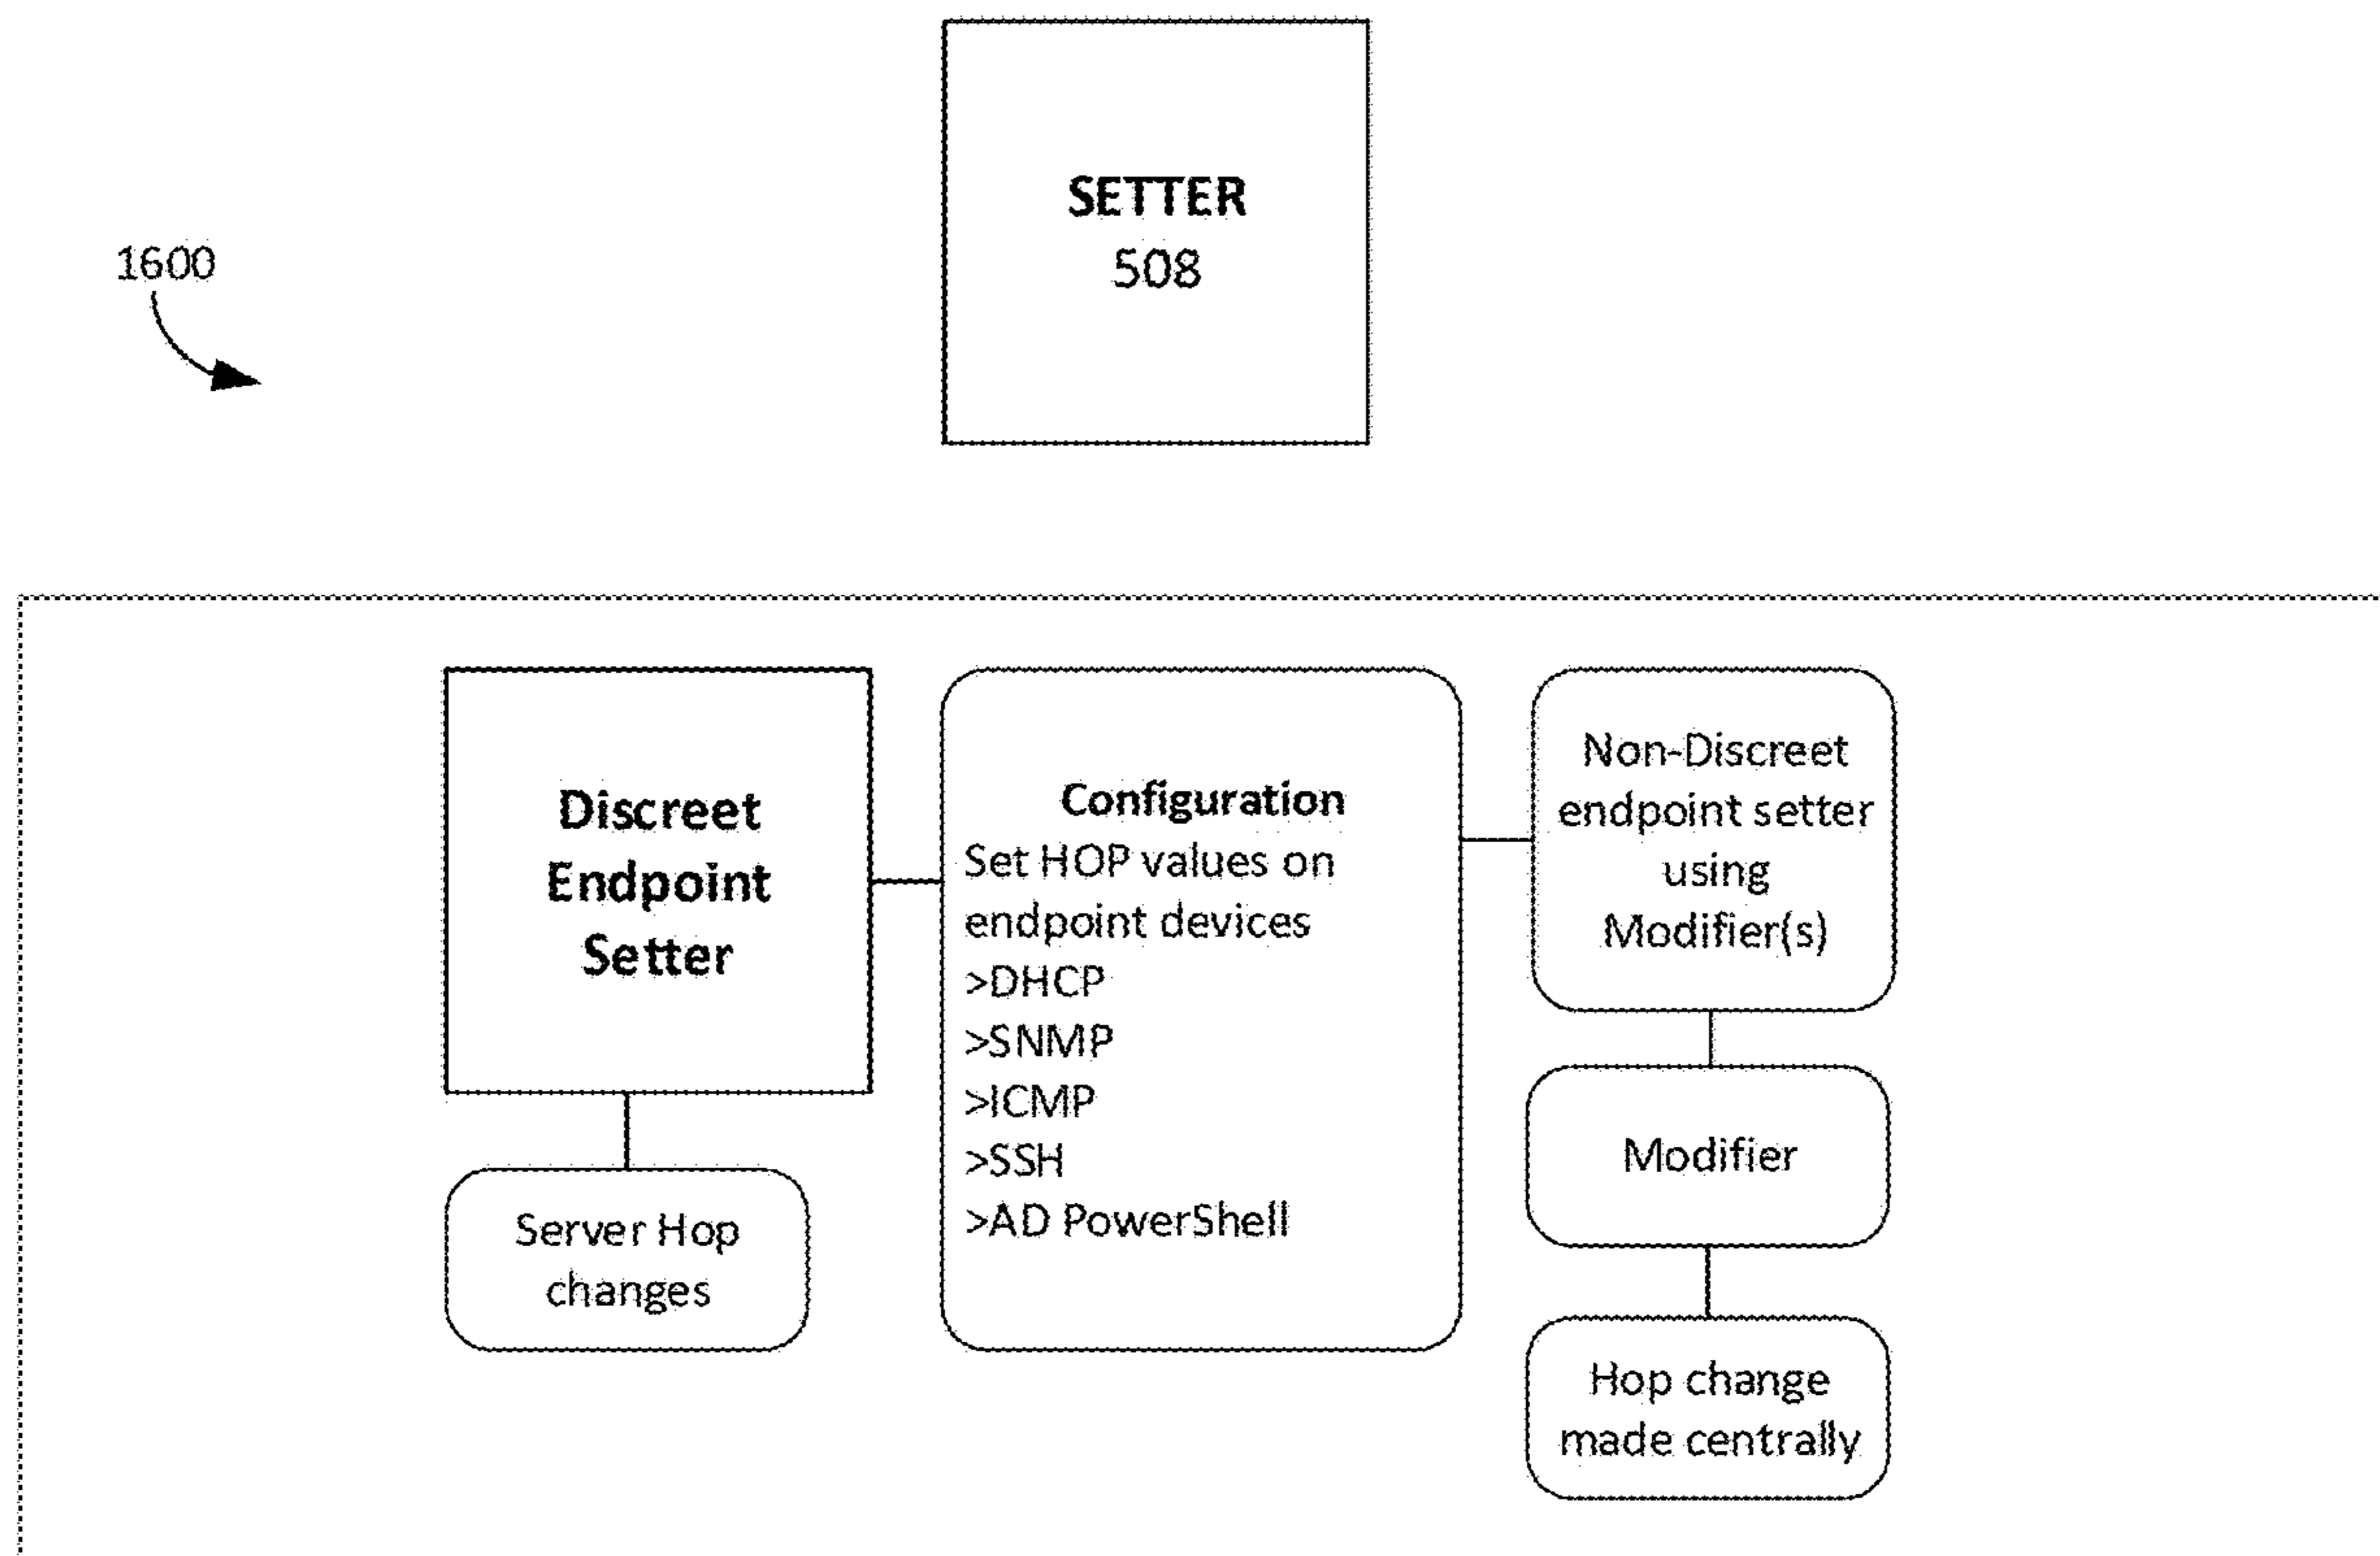 SETTER
508
1600
Discreet
Endpoint
Setter
Server Hop
changes
Configuration
Set HOP values on
endpoint devices
>DHCP
>SNMP
>ICMP
>SSH
>AD PowerShell
Non-Discreet
endpoint setter
using
Modifier(s)
Modifier
Hop change
made centrally